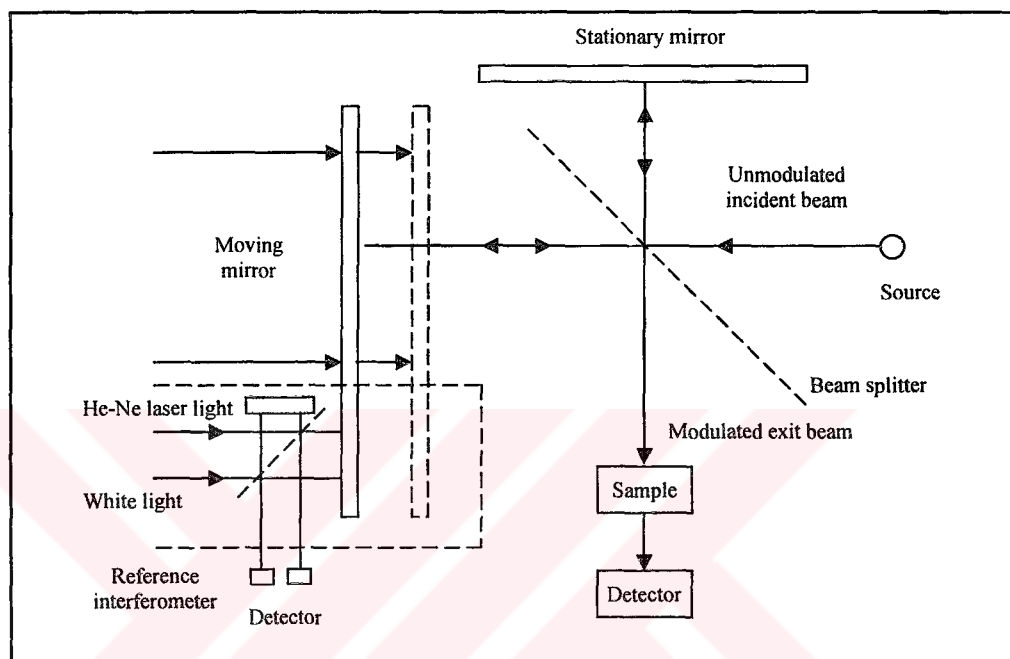 Stationary mirror
Unmodulated
incident beam
Moving
mirror
Source
Beam splitter
He-Ne laser light
Modulated exit beam
Sample
White light
Reference
interferometer
Detector
Detector